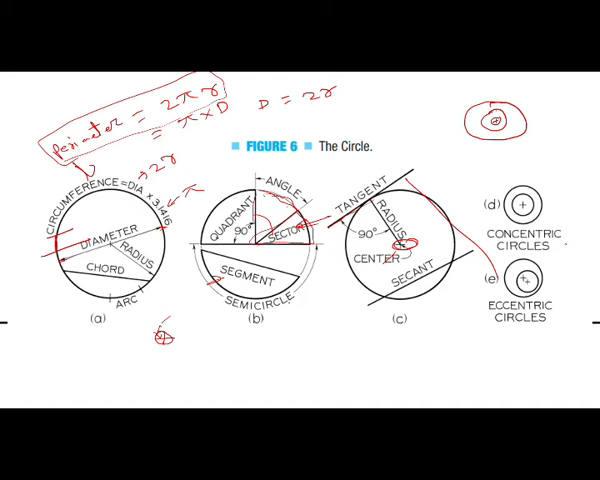 Perimeter = 2πr D = 2r
= π×D
→2r
π
FIGURE 6 The Circle.
CIRCUMFERENCE = DIA × 3.1416
DIAMETER
RADIUS
CHORD
ARC
(a)
QUADRANT
90°
ANGLE
SECTOR
SEGMENT
SEMICIRCLE
(b)
TANGENT
RADIUS
90°
CENTER
SECANT
(c)
(d)
CONCENTRIC
CIRCLES
(e)
ECCENTRIC
CIRCLES